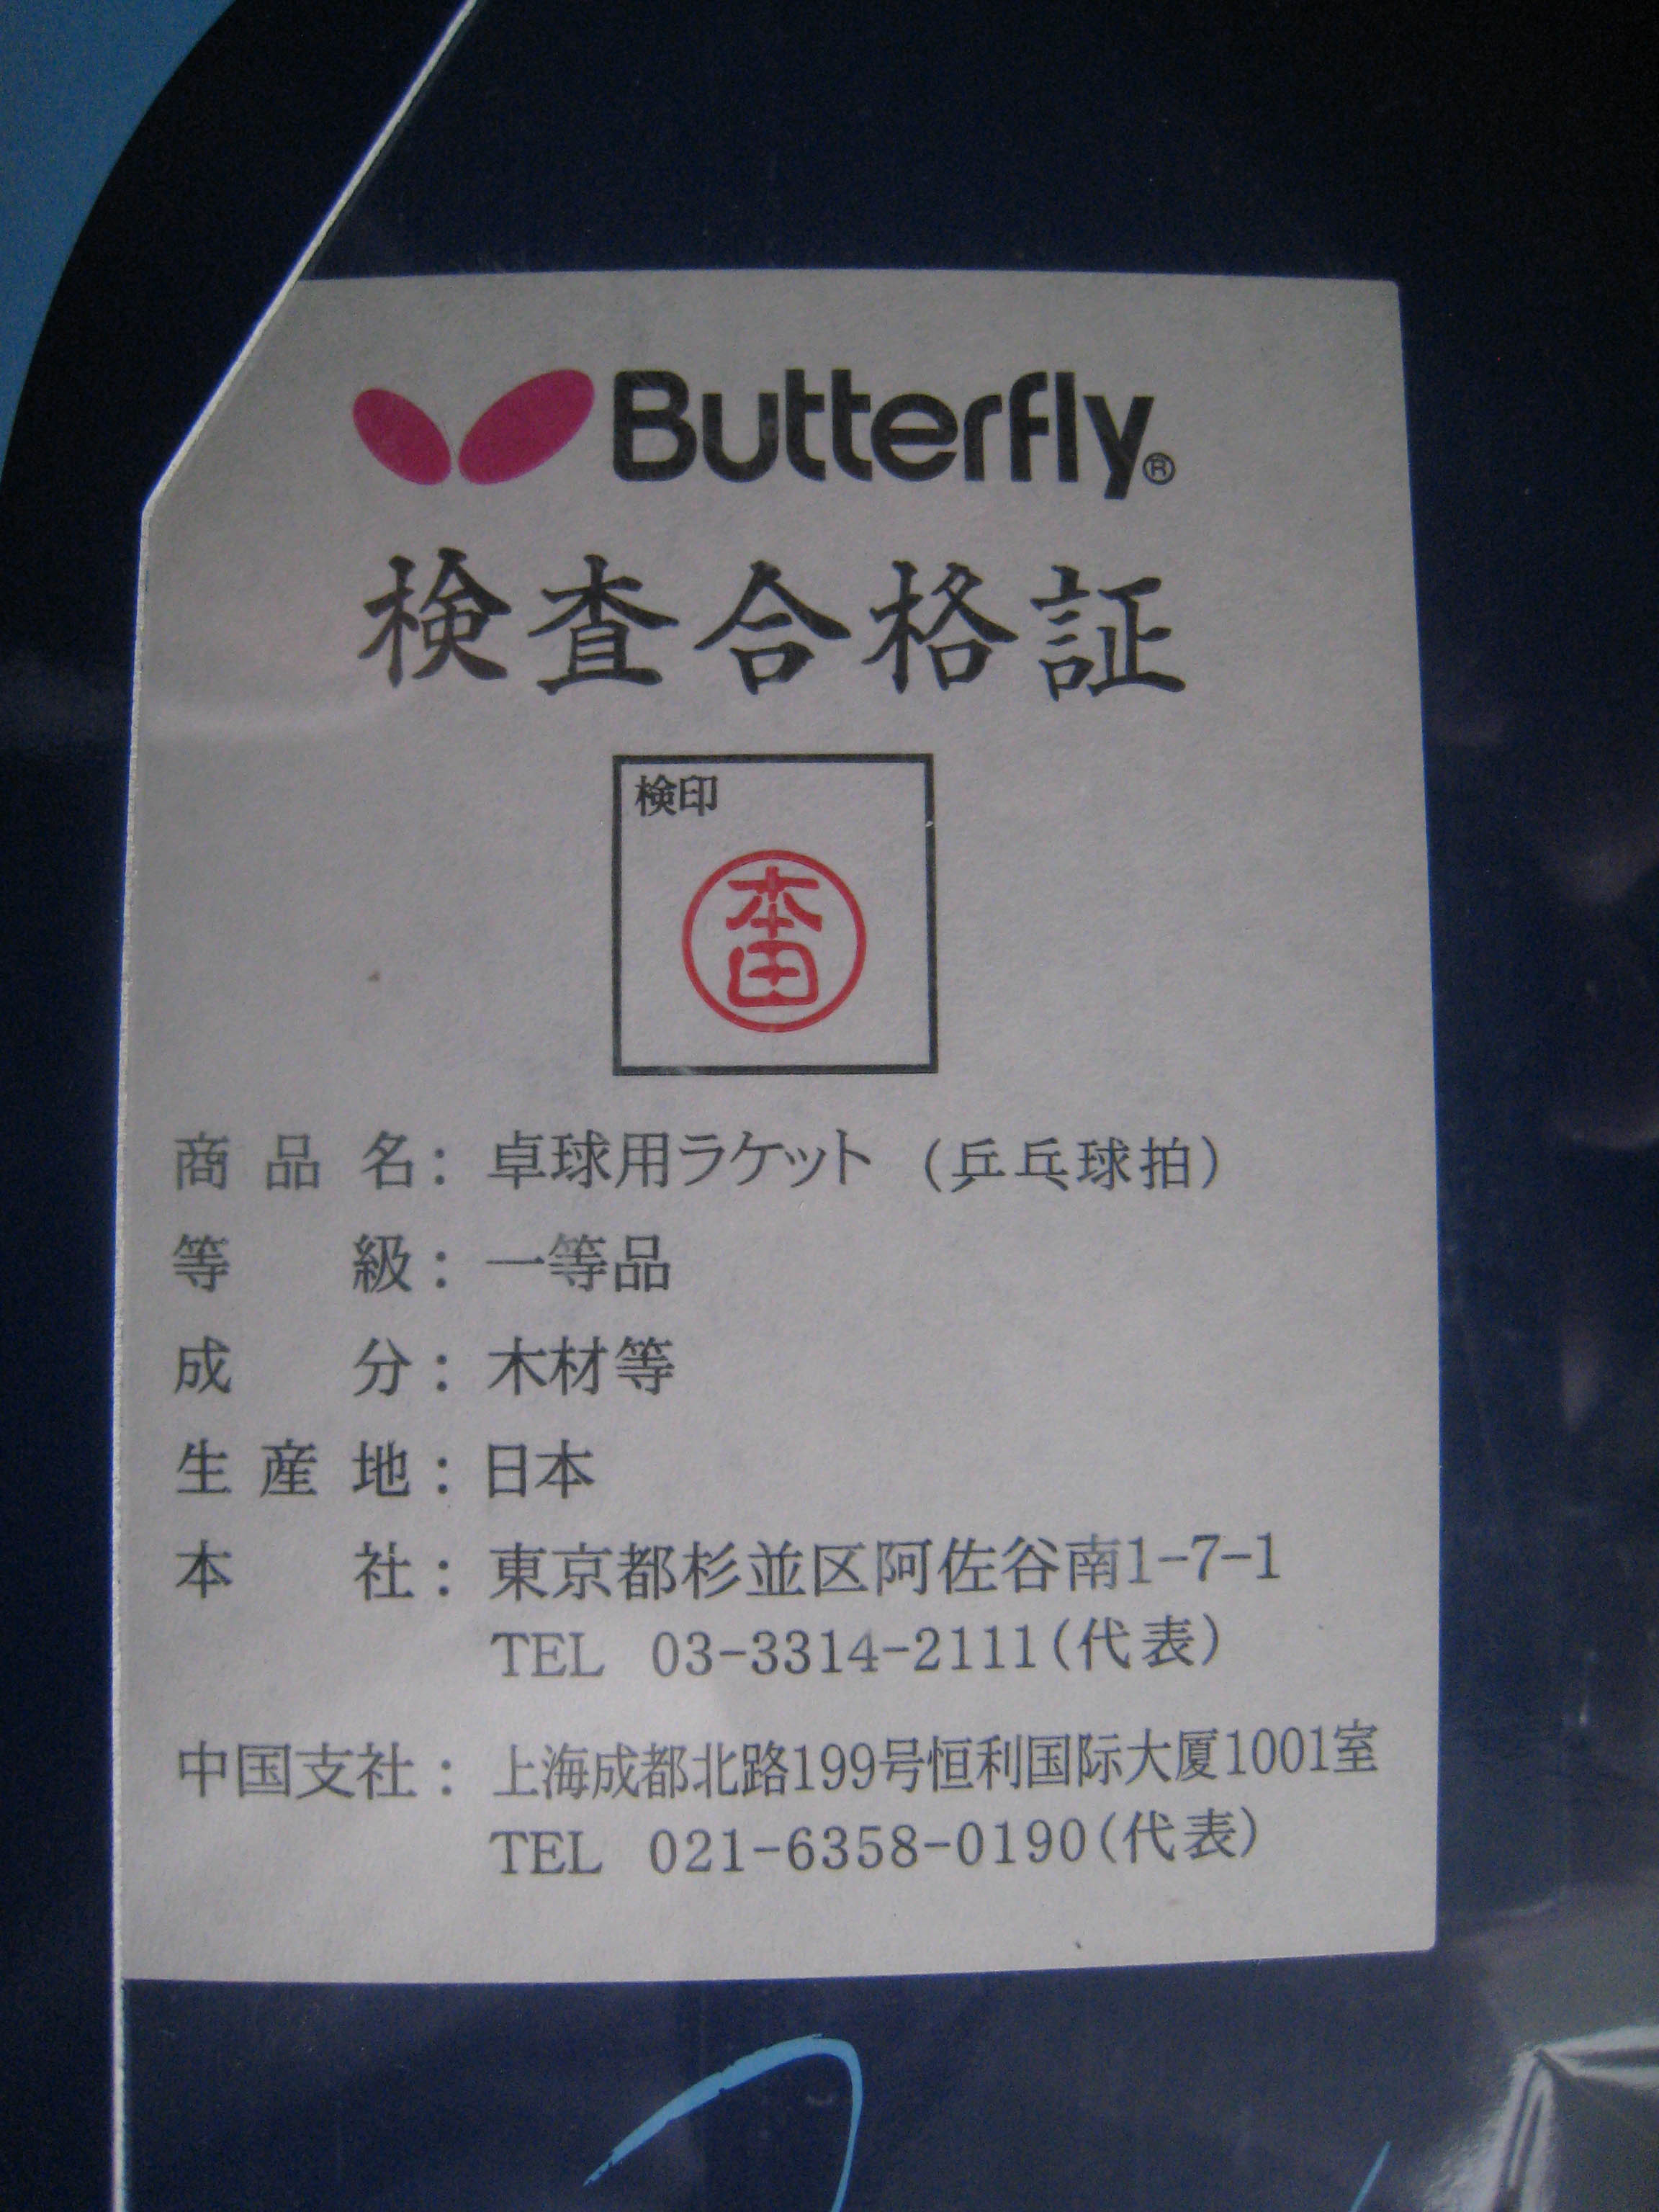 Butterfly®
検査合格証
検印
本田
商品名：卓球用ラケット（乒乓球拍）
等級：一等品
成分：木材等
生産地：日本
本社：東京都杉並区阿佐谷南1-7-1
TEL 03-3314-2111(代表)
中国支社：上海成都北路199号恒利国际大厦1001室
TEL 021-6358-0190(代表)